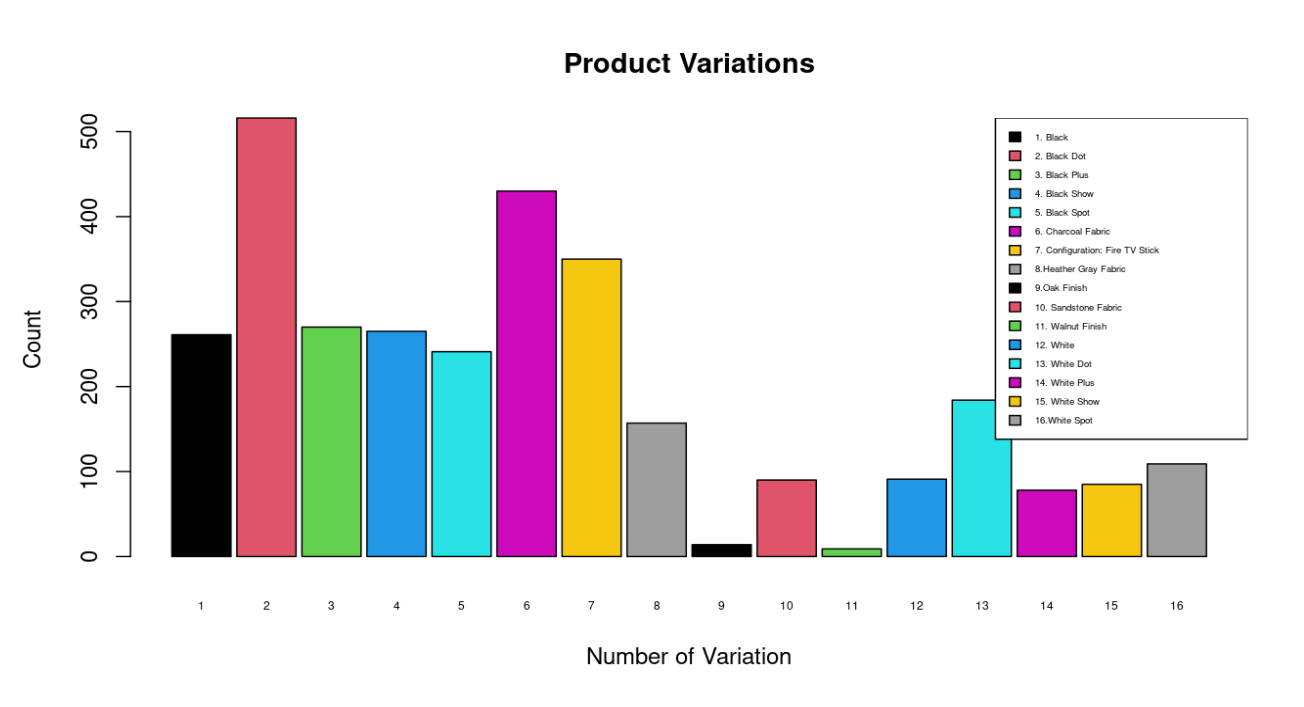 Product Variations
500
400
300
200
100
0
Count
1. Black
2. Black Dot
3. Black Plus
4. Black Show
5. Black Spot
6. Charcoal Fabric
7. Configuration: Fire TV Stick
8.Heather Gray Fabric
9.Oak Finish
10. Sandstone Fabric
11. Walnut Finish
12. White
13. White Dot
14. White Plus
15. White Show
16.White Spot
1 2 3 4 5 6 7 8 9 10 11 12 13 14 15 16
Number of Variation